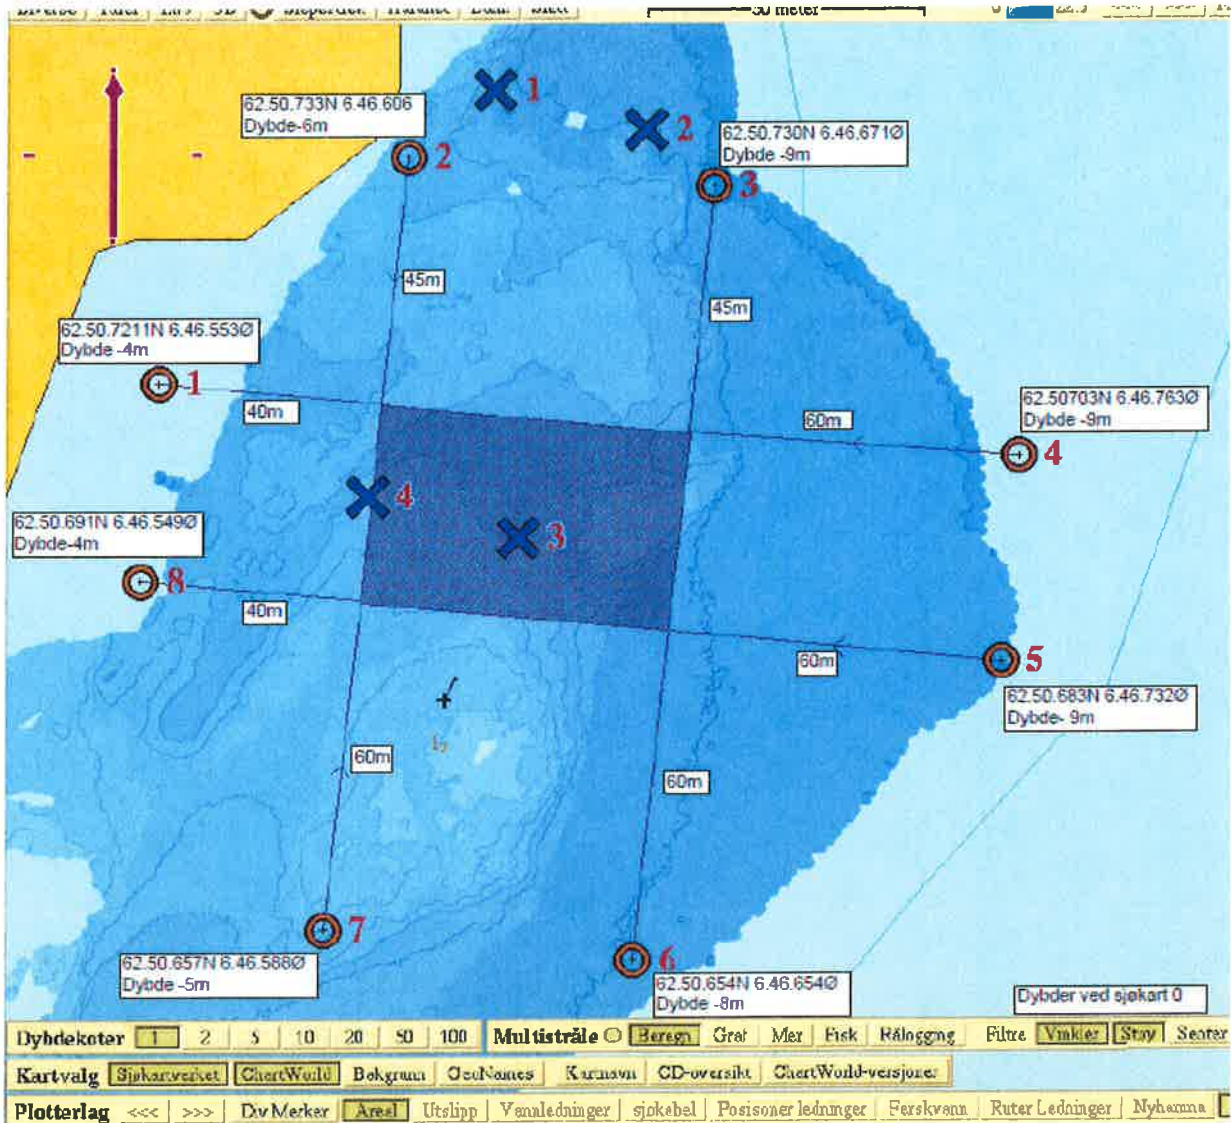 50 meter
1
62.50.733N 6.46.606
Dybde-6m
2
2
62.50.730N 6.46.671Ø
Dybde -9m
3
45m
45m
62.50.7211N 6.46.553Ø
Dybde -4m
1
40m
60m
62.50703N 6.46.763Ø
Dybde -9m
4
4
3
62.50.691N 6.46.549Ø
Dybde-4m
8
40m
60m
5
62.50.683N 6.46.732Ø
Dybde- 9m
60m
60m
7
62.50.657N 6.46.588Ø
Dybde -5m
6
62.50.654N 6.46.654Ø
Dybde -8m
Dybder ved sjøkart 0
Dybdekoter 1 2 5 10 20 50 100 Multistråle Beregn Graf Mer Fisk Rålogging Filtre Vinkler Støy Senter
Kartvalg Sjøkartverket ChartWorld Bakgrunn GeoNames Kartnavn CD-oversikt ChartWorld-versjoner
Plotterlag <<< >>> Div Merker Areal Utslipp Vannledninger sjøkabel Posisoner ledninger Ferskvann Ruter Ledninger Nyhamna